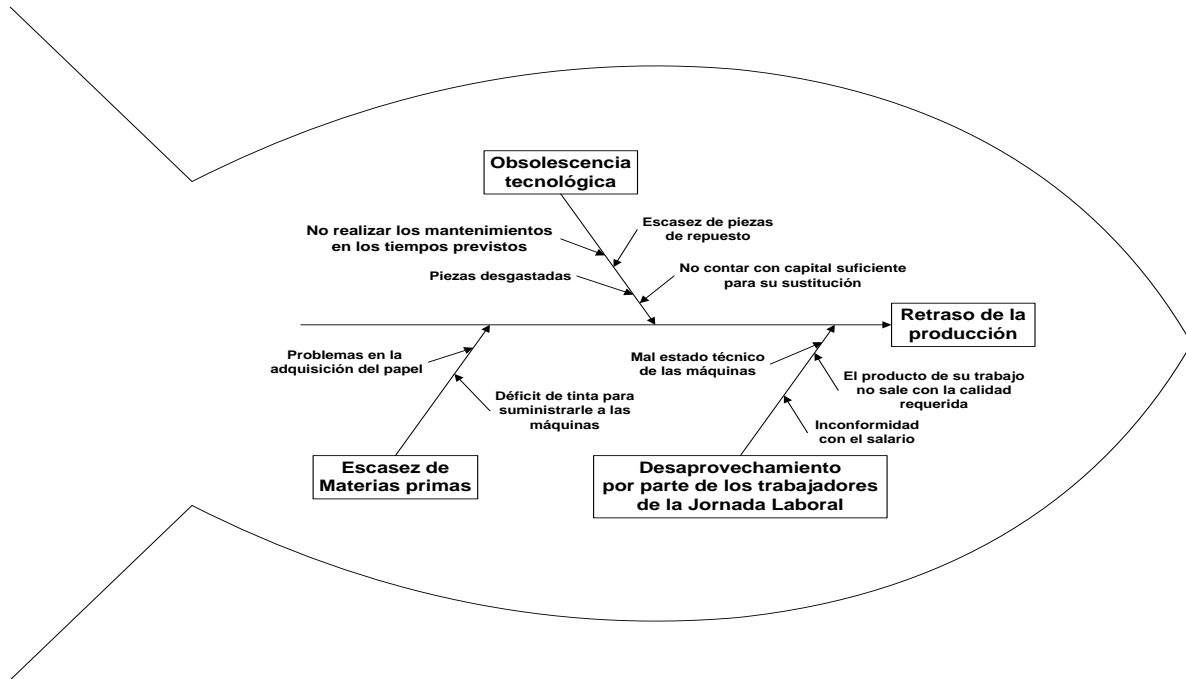 Obsolescencia
tecnológica
No realizar los mantenimientos
en los tiempos previstos
Escasez de piezas
de repuesto
Piezas desgastadas
No contar con capital suficiente
para su sustitución
Retraso de la
producción
Problemas en la
adquisición del papel
Déficit de tinta para
suministrarle a las
máquinas
Mal estado técnico
de las máquinas
El producto de su trabajo
no sale con la calidad
requerida
Inconformidad
con el salario
Escasez de
Materias primas
Desaprovechamiento
por parte de los trabajadores
de la Jornada Laboral